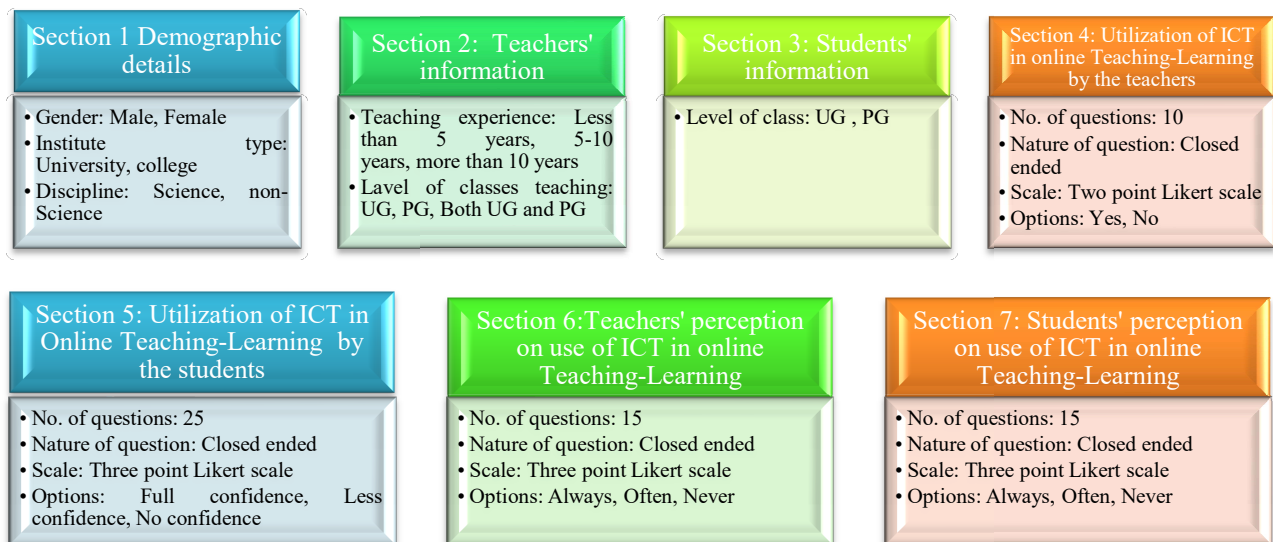 Section 1 Demographic
details
• Gender: Male, Female
• Institute type:
University, college
• Discipline: Science, non-
Science
Section 2: Teachers'
information
• Teaching experience: Less
than 5 years, 5-10
years, more than 10 years
• Lavel of classes teaching:
UG, PG, Both UG and PG
Section 3: Students'
information
• Level of class: UG , PG
Section 4: Utilization of ICT
in online Teaching-Learning
by the teachers
• No. of questions: 10
• Nature of question: Closed
ended
• Scale: Two point Likert scale
• Options: Yes, No
Section 5: Utilization of ICT in
Online Teaching-Learning by
the students
• No. of questions: 25
• Nature of question: Closed ended
• Scale: Three point Likert scale
• Options: Full confidence, Less
confidence, No confidence
Section 6:Teachers' perception
on use of ICT in online
Teaching-Learning
• No. of questions: 15
• Nature of question: Closed ended
• Scale: Three point Likert scale
• Options: Always, Often, Never
Section 7: Students' perception
on use of ICT in online
Teaching-Learning
• No. of questions: 15
• Nature of question: Closed ended
• Scale: Three point Likert scale
• Options: Always, Often, Never